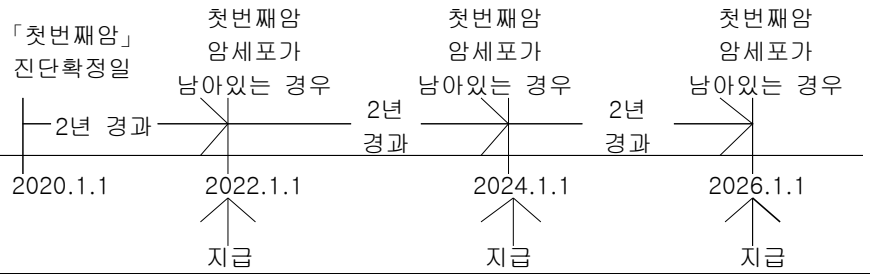 「첫번째암」
진단확정일
첫번째암
암세포가
남아있는 경우
첫번째암
암세포가
남아있는 경우
첫번째암
암세포가
남아있는 경우
2년 경과
2년
경과
2년
경과
2020.1.1
2022.1.1
2024.1.1
2026.1.1
지급
지급
지급